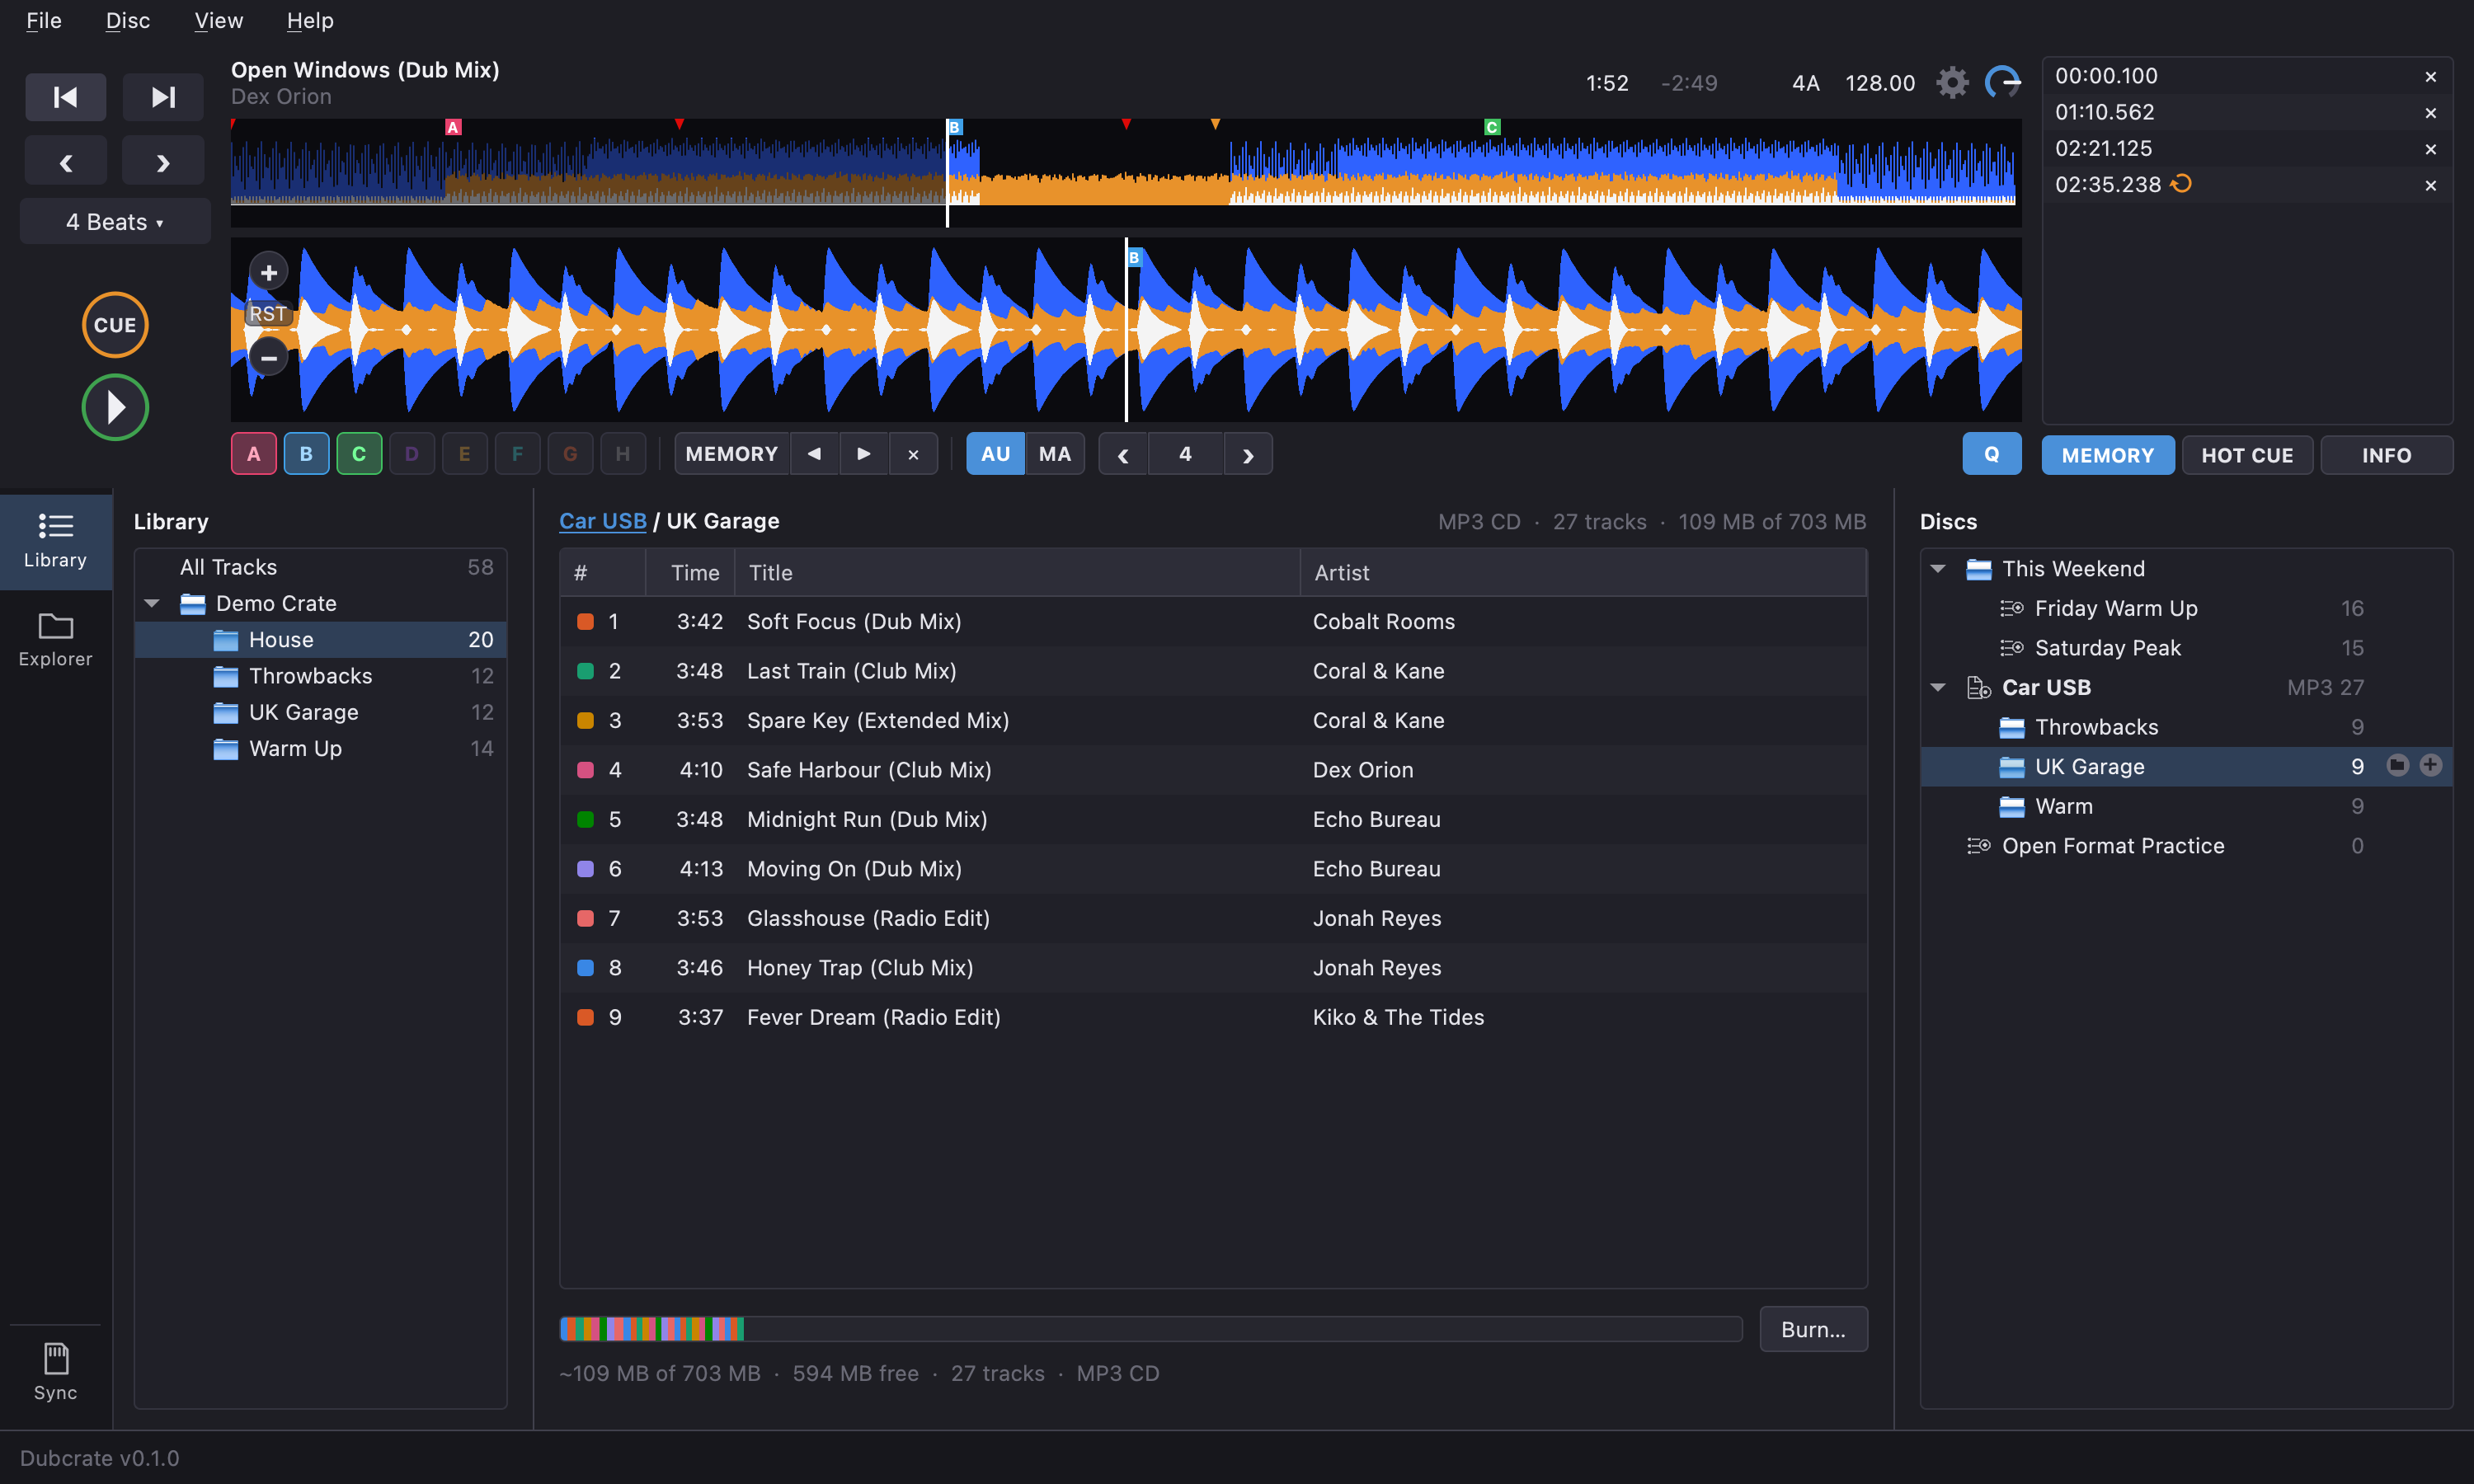 File Disc View Help
Open Windows (Dub Mix)
Dex Orion
1:52 -2:49 4A 128.00
4 Beats
CUE
A B C
RST
B
A B C D E F G H MEMORY AU MA 4 Q
00:00.100
01:10.562
02:21.125
02:35.238
MEMORY HOT CUE INFO
Library
Explorer
Sync
Library
All Tracks 58
Demo Crate
House 20
Throwbacks 12
UK Garage 12
Warm Up 14
Car USB / UK Garage MP3 CD · 27 tracks · 109 MB of 703 MB
# Time Title Artist
1 3:42 Soft Focus (Dub Mix) Cobalt Rooms
2 3:48 Last Train (Club Mix) Coral & Kane
3 3:53 Spare Key (Extended Mix) Coral & Kane
4 4:10 Safe Harbour (Club Mix) Dex Orion
5 3:48 Midnight Run (Dub Mix) Echo Bureau
6 4:13 Moving On (Dub Mix) Echo Bureau
7 3:53 Glasshouse (Radio Edit) Jonah Reyes
8 3:46 Honey Trap (Club Mix) Jonah Reyes
9 3:37 Fever Dream (Radio Edit) Kiko & The Tides
Burn...
~109 MB of 703 MB · 594 MB free · 27 tracks · MP3 CD
Discs
This Weekend
Friday Warm Up 16
Saturday Peak 15
Car USB MP3 27
Throwbacks 9
UK Garage 9
Warm 9
Open Format Practice 0
Dubcrate v0.1.0